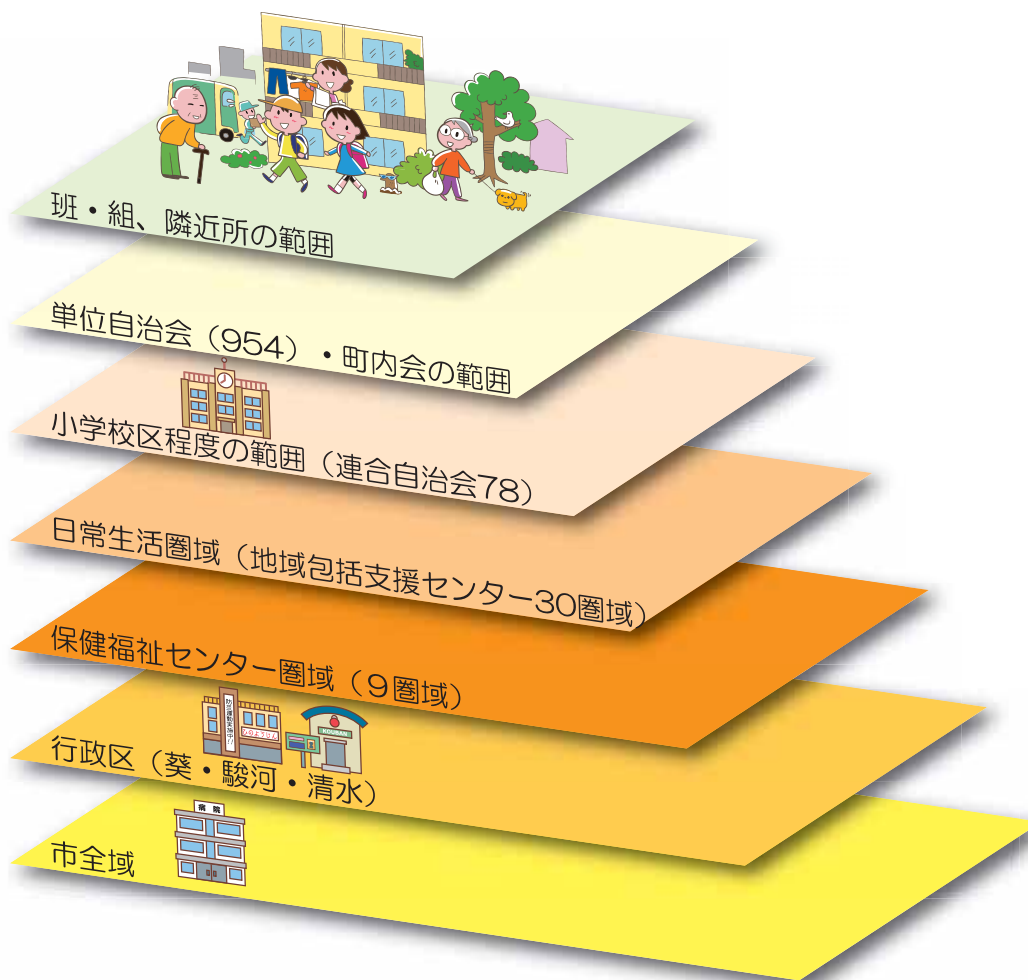 班・組、隣近所の範囲
単位自治会（954）・町内会の範囲
小学校区程度の範囲（連合自治会78）
日常生活圏域（地域包括支援センター30圏域）
保健福祉センター圏域（9圏域）
KOUBAN
行政区（葵・駿河・清水）
病院
市全域